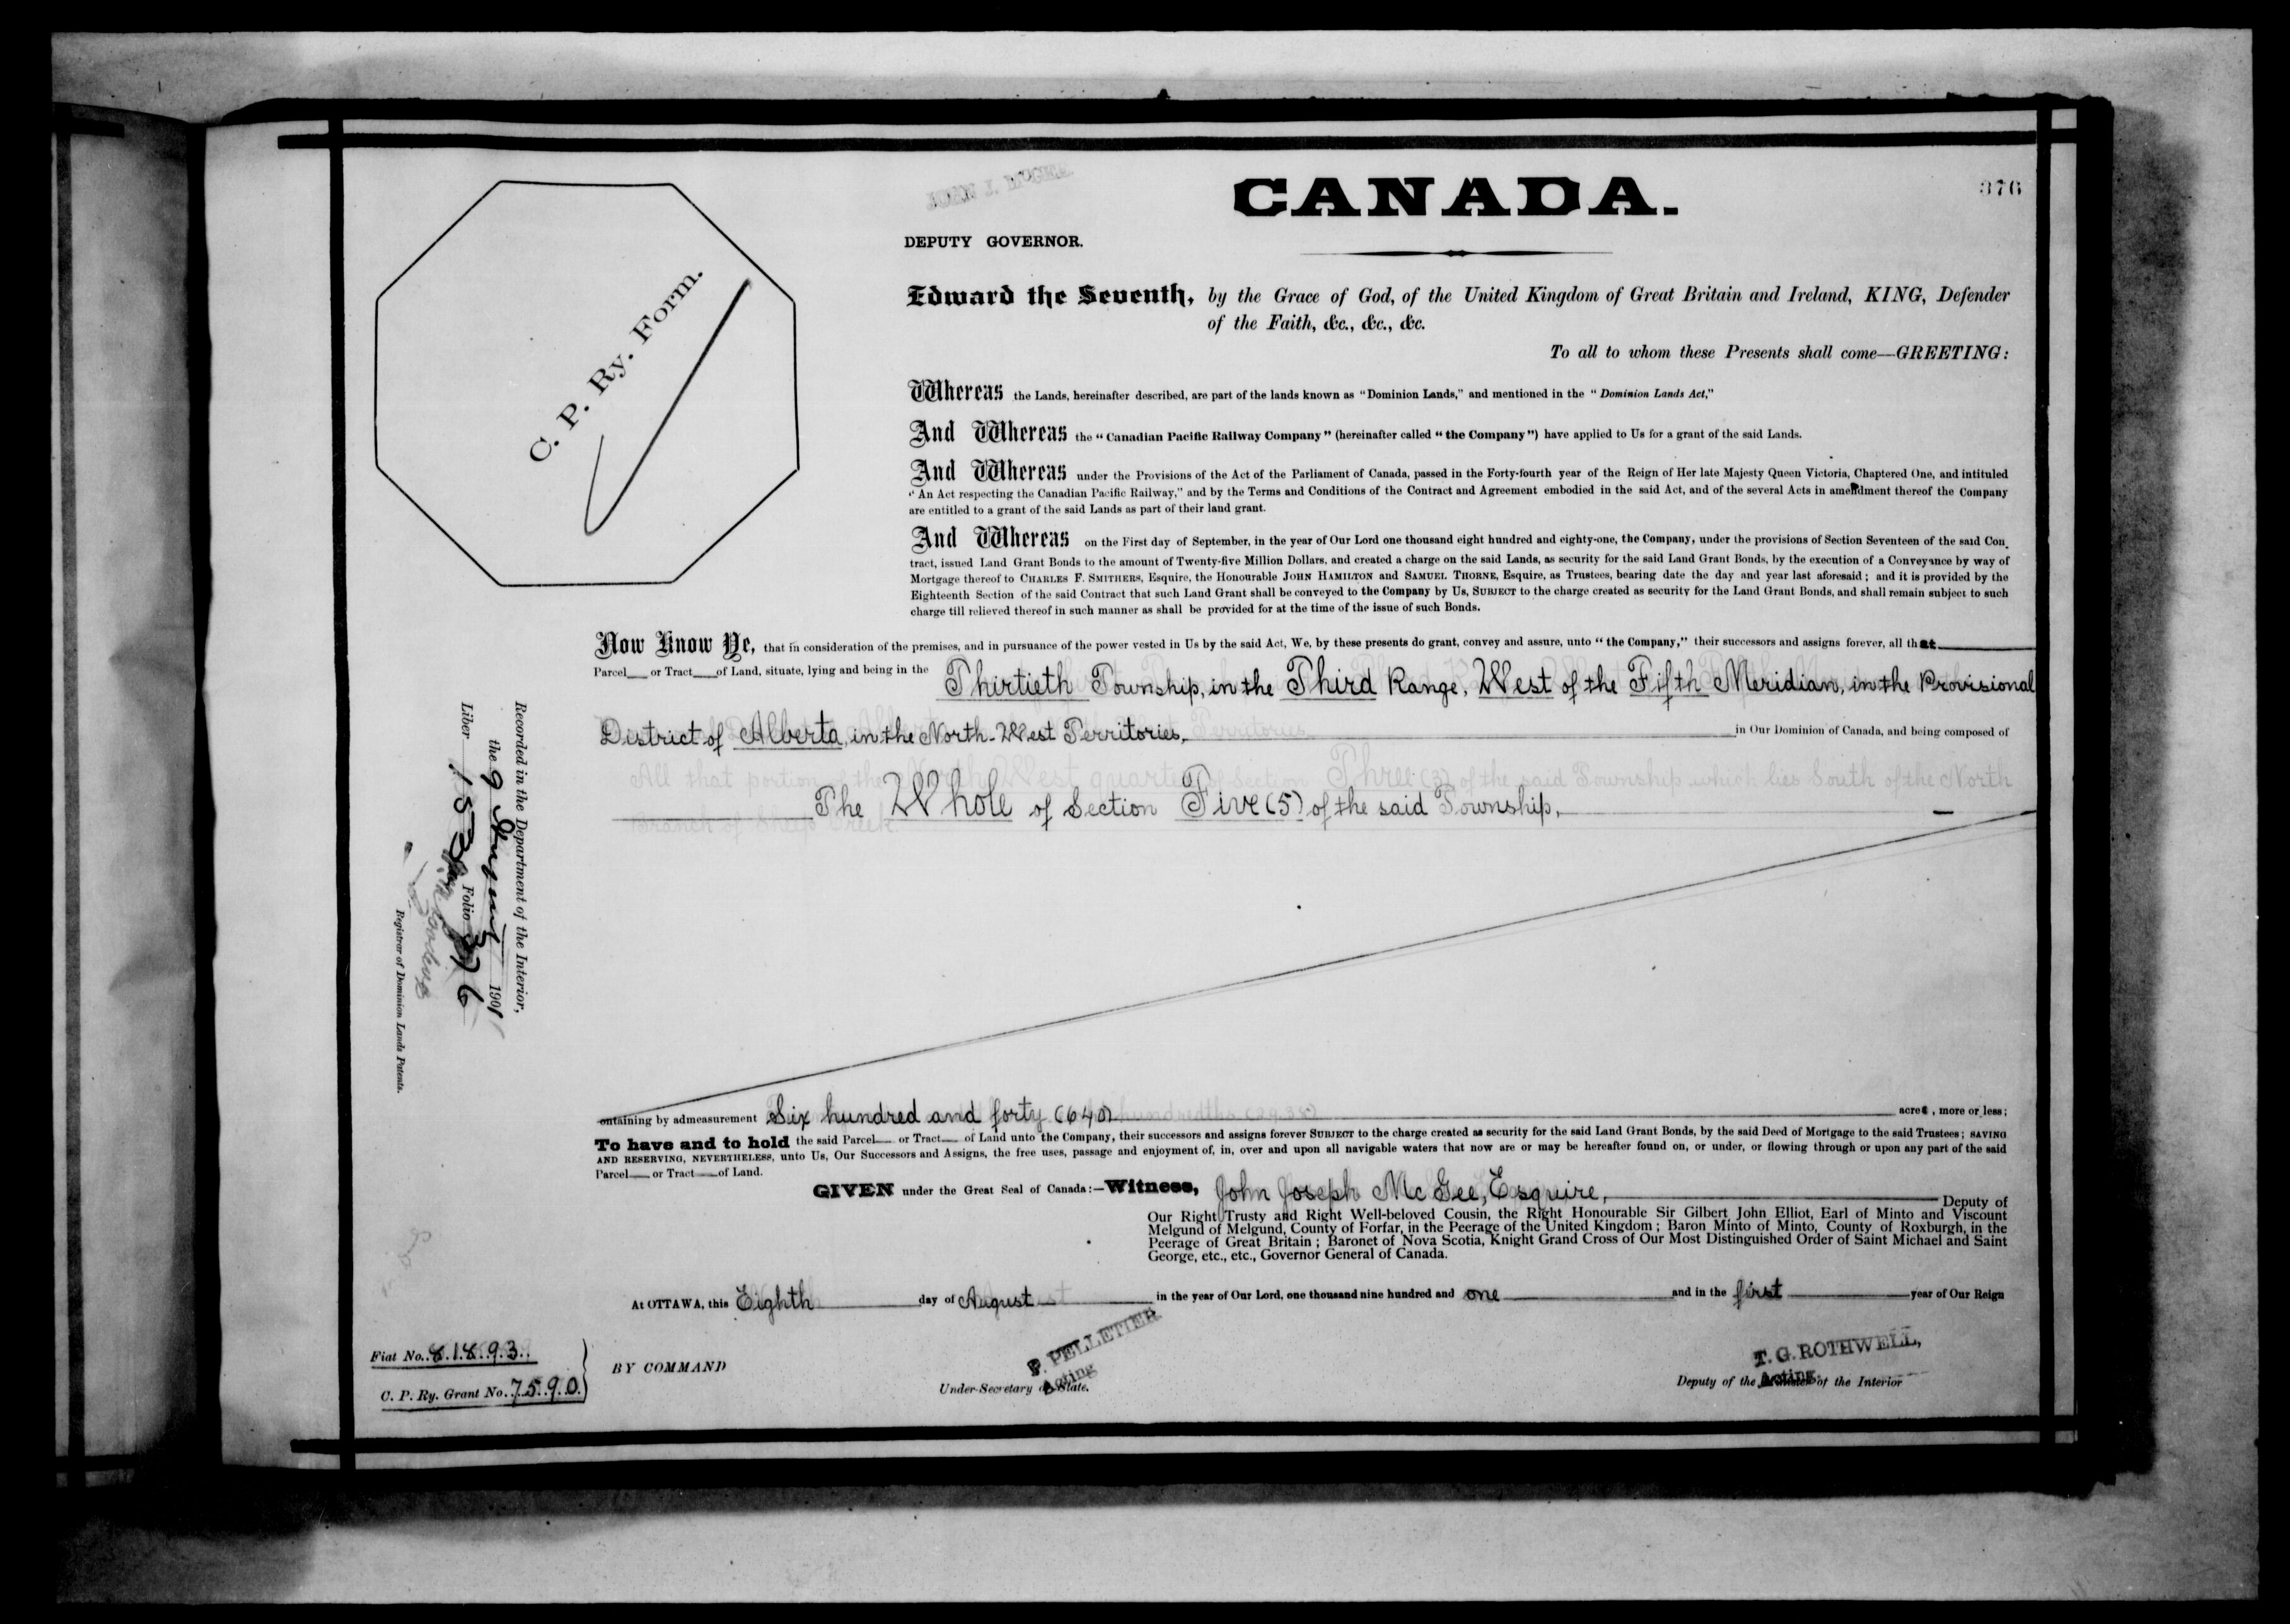 JOHN J. McGEE.
CANADA.
376
DEPUTY GOVERNOR.
C. P. Ry. Form.
Edward the Seventh, by the Grace of God, of the United Kingdom of Great Britain and Ireland, KING, Defender
of the Faith, &c., &c., &c.
To all to whom these Presents shall come—GREETING:
Whereas the Lands, hereinafter described, are part of the lands known as "Dominion Lands," and mentioned in the "Dominion Lands Act,"
And Whereas the "Canadian Pacific Railway Company" (hereinafter called "the Company") have applied to Us for a grant of the said Lands.
And Whereas under the Provisions of the Act of the Parliament of Canada, passed in the Forty-fourth year of the Reign of Her late Majesty Queen Victoria, Chaptered One, and intituled
"An Act respecting the Canadian Pacific Railway," and by the Terms and Conditions of the Contract and Agreement embodied in the said Act, and of the several Acts in amendment thereof the Company
are entitled to a grant of the said Lands as part of their land grant.
And Whereas on the First day of September, in the year of Our Lord one thousand eight hundred and eighty-one, the Company, under the provisions of Section Seventeen of the said Con-
tract, issued Land Grant Bonds to the amount of Twenty-five Million Dollars, and created a charge on the said Lands, as security for the said Land Grant Bonds, by the execution of a Conveyance by way of
Mortgage thereof to CHARLES F. SMITHERS, Esquire, the Honourable JOHN HAMILTON and SAMUEL THORNE, Esquire, as Trustees, bearing date the day and year last aforesaid; and it is provided by the
Eighteenth Section of the said Contract that such Land Grant shall be conveyed to the Company by Us, SUBJECT to the charge created as security for the Land Grant Bonds, and shall remain subject to such
charge till relieved thereof in such manner as shall be provided for at the time of the issue of such Bonds.
Now Know Ye, that in consideration of the premises, and in pursuance of the power vested in Us by the said Act, We, by these presents do grant, convey and assure, unto "the Company," their successors and assigns forever, all that
Parcel or Tract of Land, situate, lying and being in the Thirtieth Township, in the Third Range, West of the Fifth Meridian, in the Provisional
District of Alberta, in the North-West Territories, in Our Dominion of Canada, and being composed of
All that portion of the North West quarter of Section Three (3) of the said Township which lies South of the North
The Whole of Section Five (5) of the said Township,
Branch of Sheep Creek
Recorded in the Department of the Interior,
the 9 August 1901
Liber 153 Folio 376
Registrar of Dominion Lands Patents.
ontaining by admeasurement Six hundred and forty (640) acres, more or less;
To have and to hold the said Parcel or Tract of Land unto the Company, their successors and assigns forever SUBJECT to the charge created as security for the said Land Grant Bonds, by the said Deed of Mortgage to the said Trustees; SAVING
AND RESERVING, NEVERTHELESS, unto Us, Our Successors and Assigns, the free uses, passage and enjoyment of, in, over and upon all navigable waters that now are or may be hereafter found on, or under, or flowing through or upon any part of the said
Parcel or Tract of Land.
GIVEN under the Great Seal of Canada:—Witness, John Joseph McGee, Esquire, Deputy of
Our Right Trusty and Right Well-beloved Cousin, the Right Honourable Sir Gilbert John Elliot, Earl of Minto and Viscount
Melgund of Melgund, County of Forfar, in the Peerage of the United Kingdom; Baron Minto of Minto, County of Roxburgh, in the
Peerage of Great Britain; Baronet of Nova Scotia, Knight Grand Cross of Our Most Distinguished Order of Saint Michael and Saint
George, etc., etc., Governor General of Canada.
At OTTAWA, this Eighth day of August in the year of Our Lord, one thousand nine hundred and one and in the first year of Our Reign
Fiat No. 81893.
C. P. Ry. Grant No. 7590.
BY COMMAND
P. PELLETIER
Acting
Under-Secretary of State.
T. G. ROTHWELL,
Acting
Deputy of the Minister of the Interior